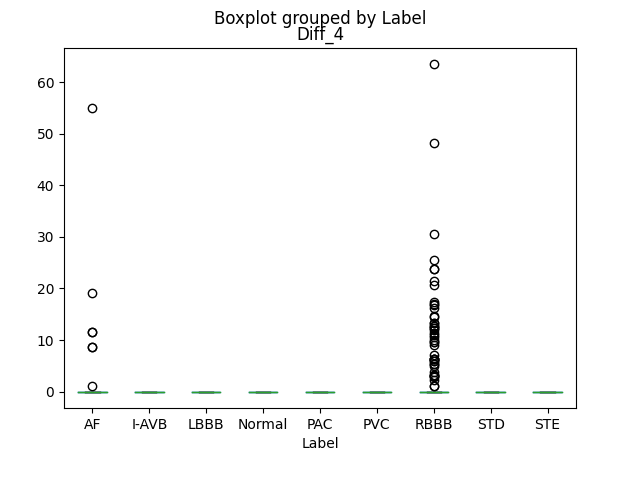 Boxplot grouped by Label
Diff_4
60
50
40
30
20
10
0
AF I-AVB LBBB Normal PAC PVC RBBB STD STE
Label